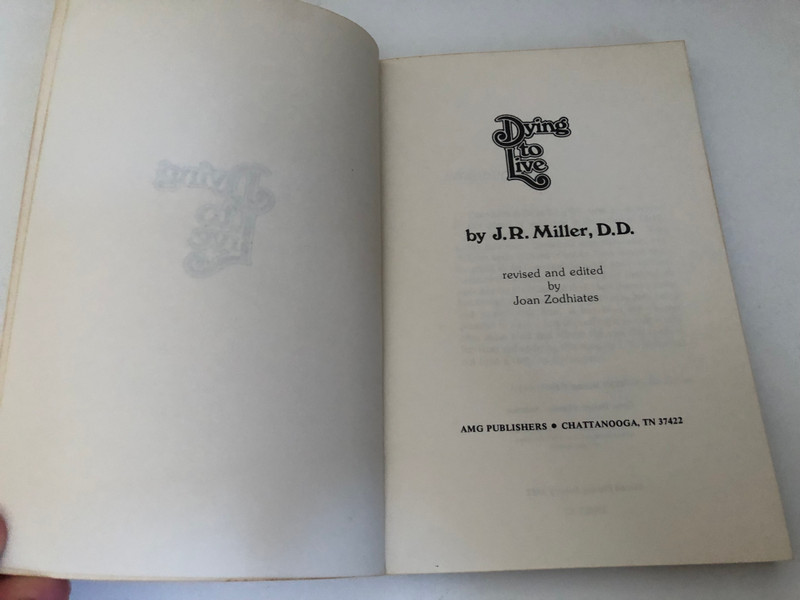 Dying
to
Live
by J.R. Miller, D.D.
revised and edited
by
Joan Zodhiates
AMG PUBLISHERS • CHATTANOOGA, TN 37422